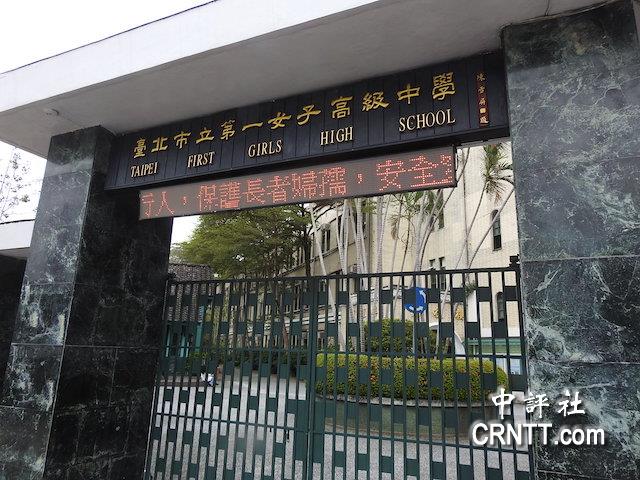 臺北市立第一女子高級中學
TAIPEI FIRST GIRLS HIGH SCHOOL
行人，保護長者婦孺，安全
中評社
CRNTT.com